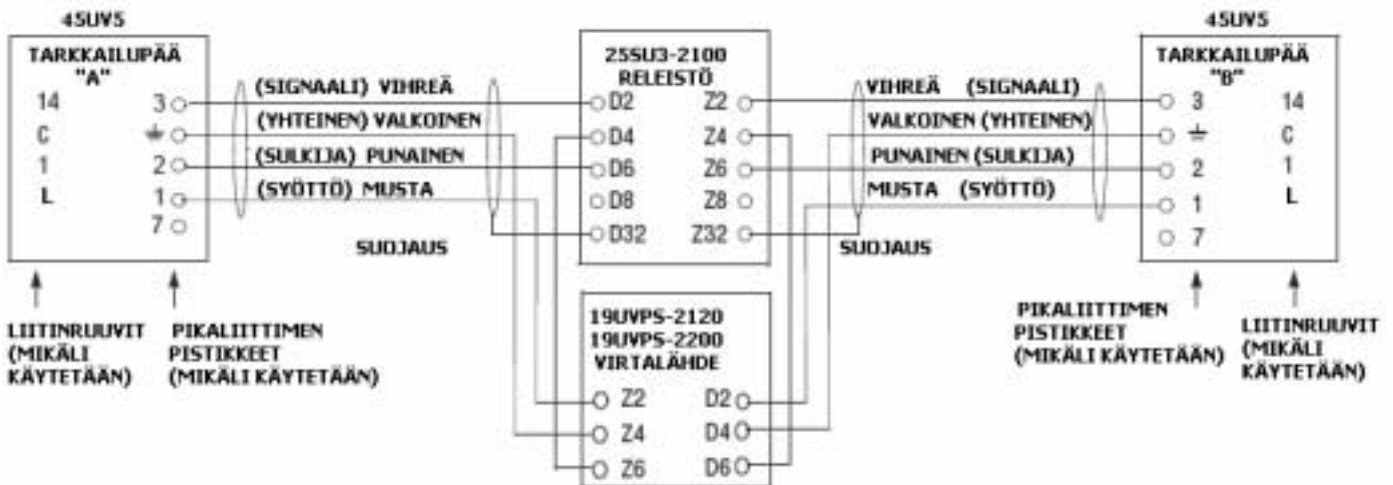 45UV5
TARKKAILUPÄÄ
"A"
14 3
C
1 2
L 1
7
(SIGNAALI) VIHREÄ
(YHTEINEN) VALKOINEN
(SULKIJA) PUNAINEN
(SYÖTTÖ) MUSTA
SUOJAUS
LIITINRUUVIT
(MIKÄLI
KÄYTETÄÄN)
PIKALIITTIMEN
PISTIKKEET
(MIKÄLI KÄYTETÄÄN)
25SU3-2100
RELEISTÖ
D2 Z2
D4 Z4
D6 Z6
D8 Z8
D32 Z32
19UVPS-2120
19UVPS-2200
VIRTALÄHDE
Z2 D2
Z4 D4
Z6 D6
VIHREÄ (SIGNAALI)
VALKOINEN (YHTEINEN)
PUNAINEN (SULKIJA)
MUSTA (SYÖTTÖ)
SUOJAUS
45UV5
TARKKAILUPÄÄ
"B"
3 14
C
2 1
1 L
7
PIKALIITTIMEN
PISTIKKEET
(MIKÄLI KÄYTETÄÄN)
LIITINRUUVIT
(MIKÄLI
KÄYTETÄÄN)